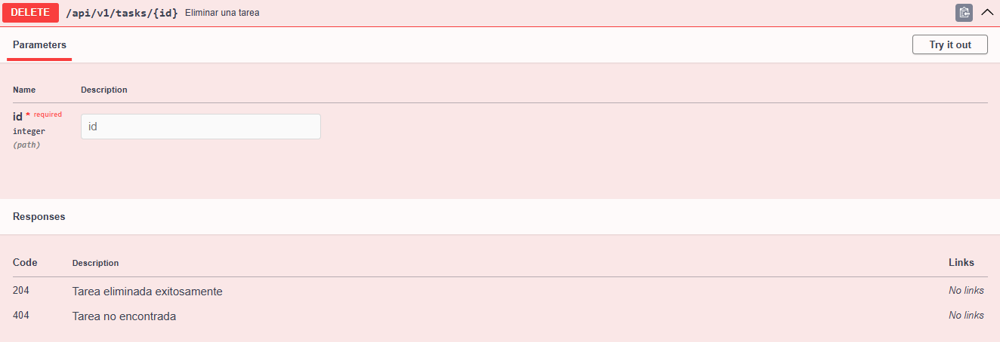 DELETE /api/v1/tasks/{id} Eliminar una tarea
Parameters Try it out
Name Description
id * required
integer
(path)
id
Responses
Code Description Links
204 Tarea eliminada exitosamente No links
404 Tarea no encontrada No links